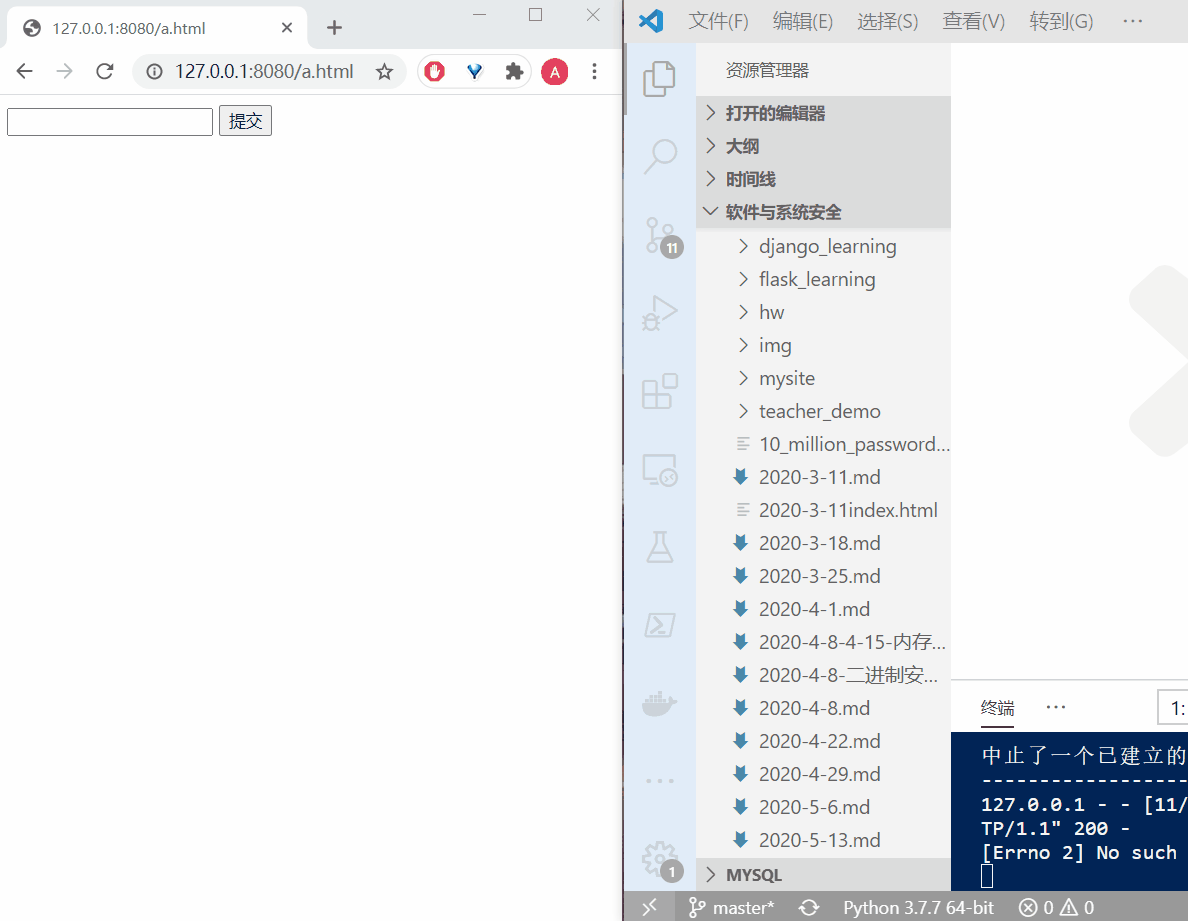 127.0.0.1:8080/a.html
127.0.0.1:8080/a.html
A
提交
文件(F) 编辑(E) 选择(S) 查看(V) 转到(G) ···
资源管理器
打开的编辑器
大纲
时间线
软件与系统安全
django_learning
flask_learning
hw
img
mysite
teacher_demo
10_million_password...
2020-3-11.md
2020-3-11index.html
2020-3-18.md
2020-3-25.md
2020-4-1.md
2020-4-8-4-15-内存...
2020-4-8-二进制安...
2020-4-8.md
2020-4-22.md
2020-4-29.md
2020-5-6.md
2020-5-13.md
MYSQL
11
1
终端 ··· 1:
中止了一个已建立的
------------------
127.0.0.1 - - [11/
TP/1.1" 200 -
[Errno 2] No such
master* Python 3.7.7 64-bit 0 0